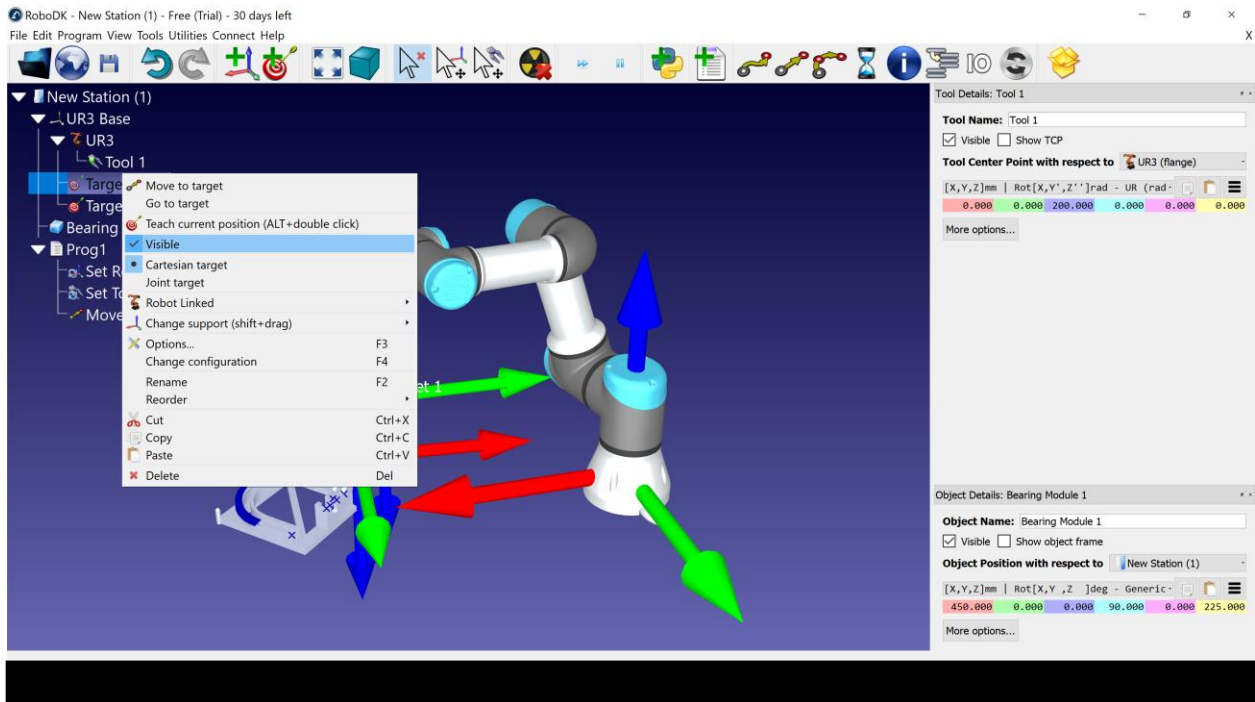 RoboDK - New Station (1) - Free (Trial) - 30 days left
File Edit Program View Tools Utilities Connect Help
X
IO
New Station (1)
UR3 Base
UR3
Tool 1
Targe
Targe
Bearing
Prog1
Set R
Set To
Move
Move to target
Go to target
Teach current position (ALT+double click)
Visible
Cartesian target
Joint target
Robot Linked
Change support (shift+drag)
Options... F3
Change configuration F4
Rename F2
Reorder
Cut Ctrl+X
Copy Ctrl+C
Paste Ctrl+V
Delete Del
et 1
Tool Details: Tool 1
Tool Name: Tool 1
Visible Show TCP
Tool Center Point with respect to UR3 (flange)
[X,Y,Z]mm | Rot[X,Y',Z'']rad - UR (rad
0.000 0.000 200.000 0.000 0.000 0.000
More options...
Object Details: Bearing Module 1
Object Name: Bearing Module 1
Visible Show object frame
Object Position with respect to New Station (1)
[X,Y,Z]mm | Rot[X,Y ,Z ]deg - Generic
450.000 0.000 0.000 90.000 0.000 225.000
More options...